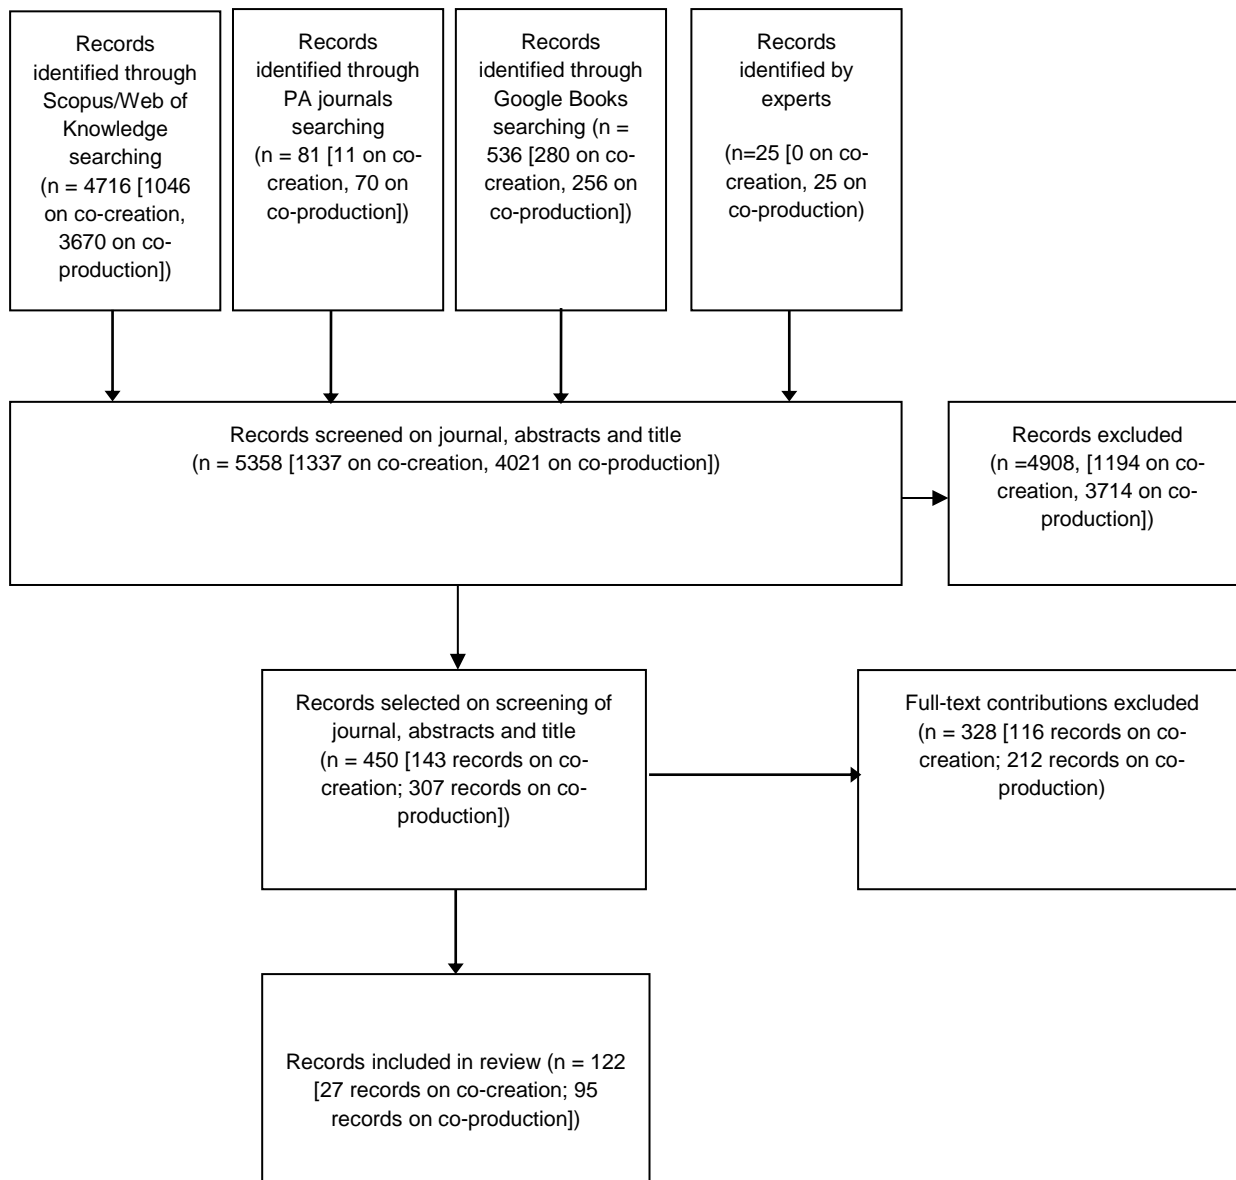 Records
identified through
Scopus/Web of
Knowledge
searching
(n = 4716 [1046
on co-creation,
3670 on co-
production])
Records
identified through
PA journals
searching
(n = 81 [11 on co-
creation, 70 on
co-production])
Records
identified through
Google Books
searching (n =
536 [280 on co-
creation, 256 on
co-production])
Records
identified by
experts
(n=25 [0 on co-
creation, 25 on
co-production)
Records screened on journal, abstracts and title
(n = 5358 [1337 on co-creation, 4021 on co-production])
Records excluded
(n =4908, [1194 on co-
creation, 3714 on co-
production])
Records selected on screening of
journal, abstracts and title
(n = 450 [143 records on co-
creation; 307 records on co-
production])
Full-text contributions excluded
(n = 328 [116 records on co-
creation; 212 records on co-
production)
Records included in review (n = 122
[27 records on co-creation; 95
records on co-production])